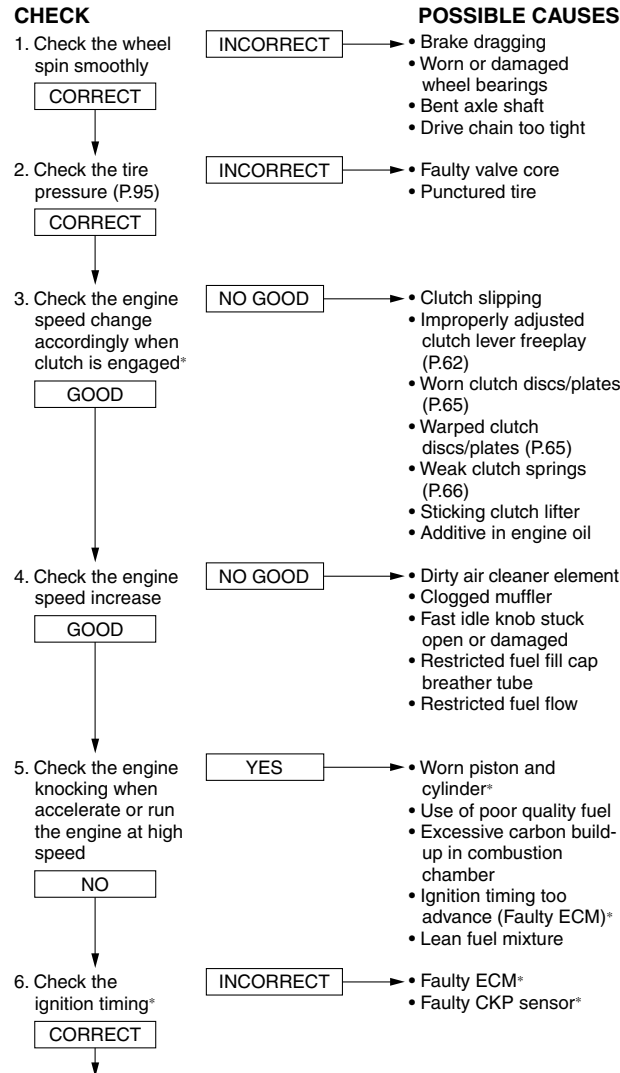 CHECK
POSSIBLE CAUSES
1. Check the wheel
spin smoothly
CORRECT
INCORRECT
• Brake dragging
• Worn or damaged
wheel bearings
• Bent axle shaft
• Drive chain too tight
2. Check the tire
pressure (P.95)
CORRECT
INCORRECT
• Faulty valve core
• Punctured tire
3. Check the engine
speed change
accordingly when
clutch is engaged*
GOOD
NO GOOD
• Clutch slipping
• Improperly adjusted
clutch lever freeplay
(P.62)
• Worn clutch discs/plates
(P.65)
• Warped clutch
discs/plates (P.65)
• Weak clutch springs
(P.66)
• Sticking clutch lifter
• Additive in engine oil
4. Check the engine
speed increase
GOOD
NO GOOD
• Dirty air cleaner element
• Clogged muffler
• Fast idle knob stuck
open or damaged
• Restricted fuel fill cap
breather tube
• Restricted fuel flow
5. Check the engine
knocking when
accelerate or run
the engine at high
speed
NO
YES
• Worn piston and
cylinder*
• Use of poor quality fuel
• Excessive carbon build-
up in combustion
chamber
• Ignition timing too
advance (Faulty ECM)*
• Lean fuel mixture
6. Check the
ignition timing*
CORRECT
INCORRECT
• Faulty ECM*
• Faulty CKP sensor*